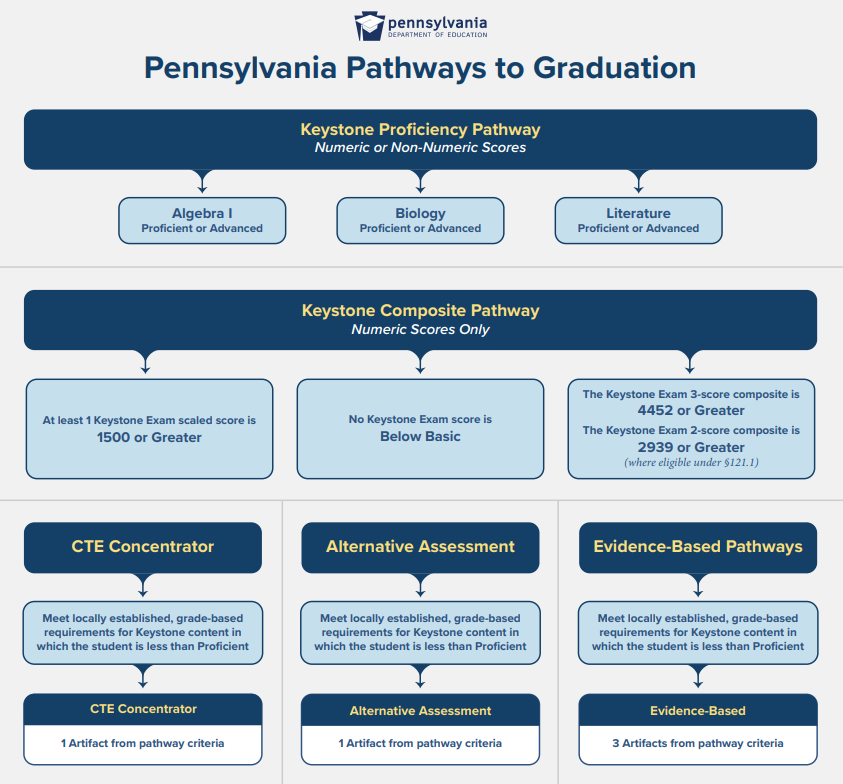 pennsylvania
DEPARTMENT OF EDUCATION
Pennsylvania Pathways to Graduation
Keystone Proficiency Pathway
Numeric or Non-Numeric Scores
Algebra I
Proficient or Advanced
Biology
Proficient or Advanced
Literature
Proficient or Advanced
Keystone Composite Pathway
Numeric Scores Only
At least 1 Keystone Exam scaled score is
1500 or Greater
No Keystone Exam score is
Below Basic
The Keystone Exam 3-score composite is
4452 or Greater
The Keystone Exam 2-score composite is
2939 or Greater
(where eligible under §121.1)
CTE Concentrator
Meet locally established, grade-based
requirements for Keystone content in
which the student is less than Proficient
CTE Concentrator
1 Artifact from pathway criteria
Alternative Assessment
Meet locally established, grade-based
requirements for Keystone content in
which the student is less than Proficient
Alternative Assessment
1 Artifact from pathway criteria
Evidence-Based Pathways
Meet locally established, grade-based
requirements for Keystone content in
which the student is less than Proficient
Evidence-Based
3 Artifacts from pathway criteria